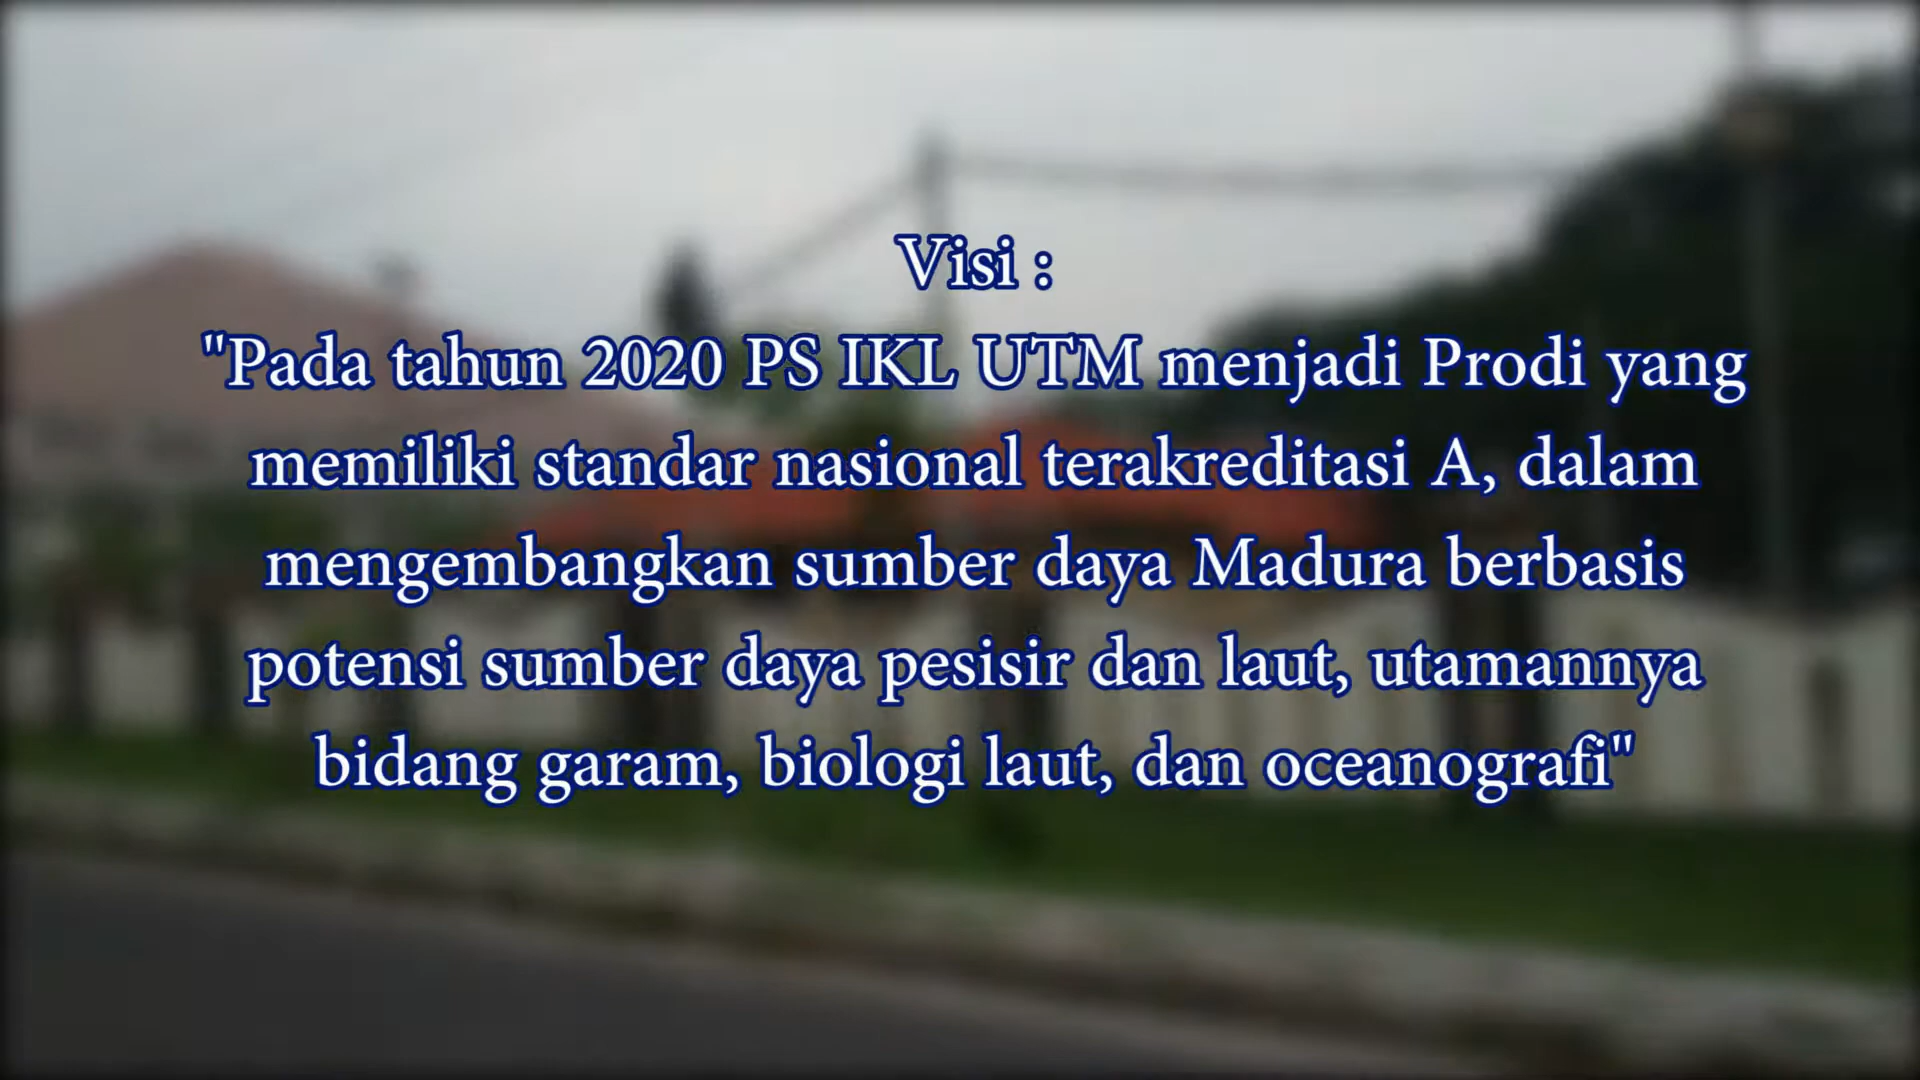 Visi :
"Pada tahun 2020 PS IKL UTM menjadi Prodi yang
memiliki standar nasional terakreditasi A, dalam
mengembangkan sumber daya Madura berbasis
potensi sumber daya pesisir dan laut, utamannya
bidang garam, biologi laut, dan oceanografi"